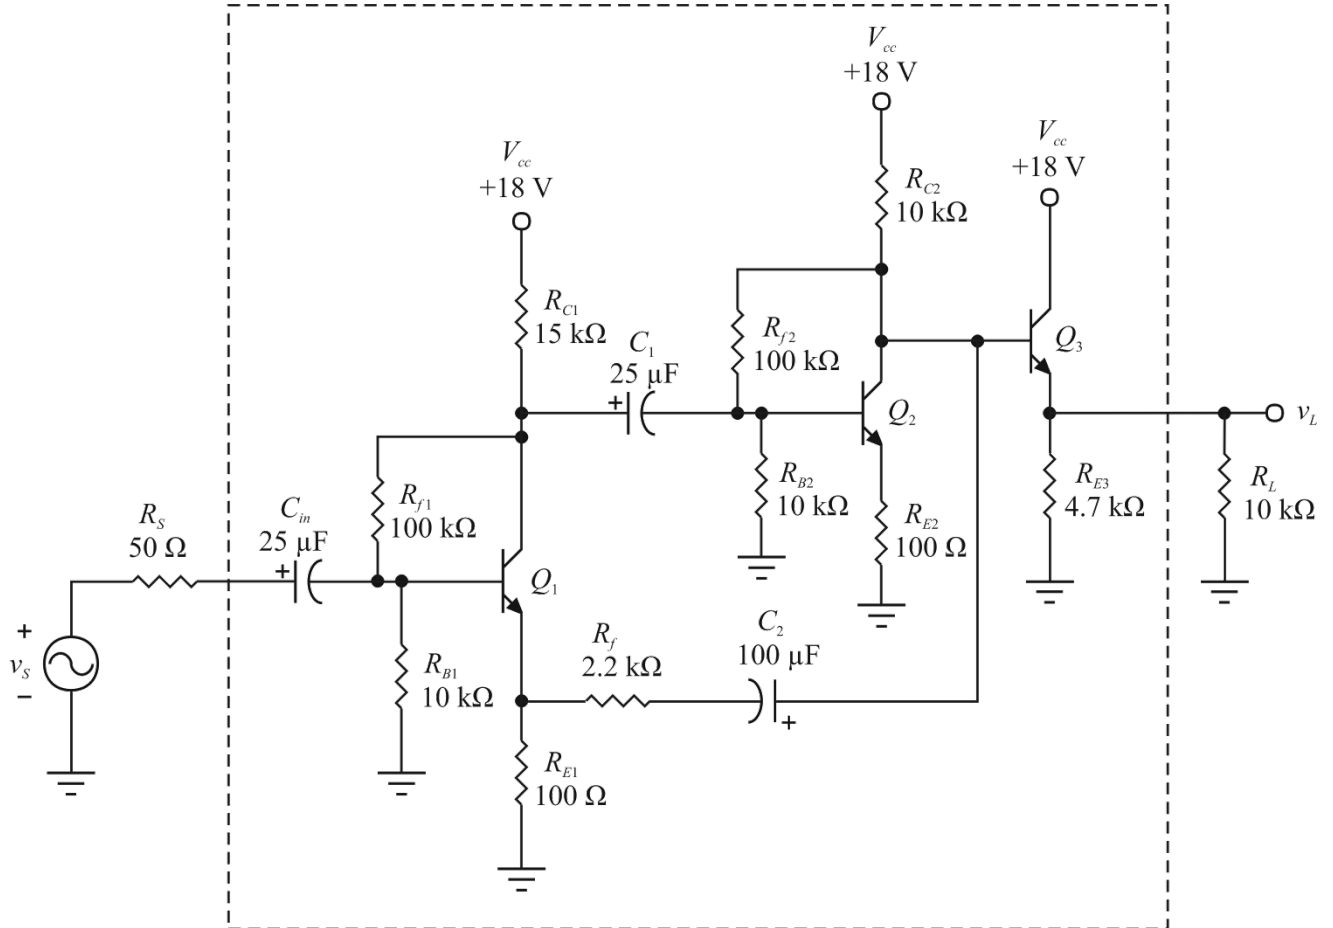 Vcc
+18 V
Vcc
+18 V
Vcc
+18 V
RC2
10 kΩ
RC1
15 kΩ
C1
25 µF
+
Rf2
100 kΩ
Q3
Q2
vL
Rf1
100 kΩ
RB2
10 kΩ
RE3
4.7 kΩ
RL
10 kΩ
RE2
100 Ω
RS
50 Ω
Cin
25 µF
+
Q1
+
vS
−
RB1
10 kΩ
Rf
2.2 kΩ
C2
100 µF
+
RE1
100 Ω